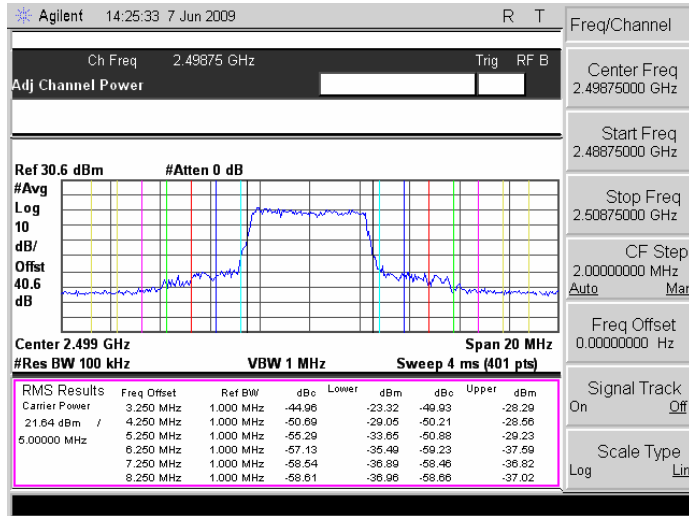 Agilent 14:25:33 7 Jun 2009 R T
Ch Freq 2.49875 GHz Trig RF B
Adj Channel Power
Ref 30.6 dBm #Atten 0 dB
#Avg
Log
10
dB/
Offst
40.6
dB
Center 2.499 GHz Span 20 MHz
#Res BW 100 kHz VBW 1 MHz Sweep 4 ms (401 pts)
RMS Results Freq Offset Ref BW dBc Lower dBm dBc Upper dBm
Carrier Power 3.250 MHz 1.000 MHz -44.96 -23.32 -49.93 -28.29
21.64 dBm / 4.250 MHz 1.000 MHz -50.69 -29.05 -50.21 -28.56
5.00000 MHz 5.250 MHz 1.000 MHz -55.29 -33.65 -50.88 -29.23
6.250 MHz 1.000 MHz -57.13 -35.49 -59.23 -37.59
7.250 MHz 1.000 MHz -58.54 -36.89 -58.46 -36.82
8.250 MHz 1.000 MHz -58.61 -36.96 -58.66 -37.02
Freq/Channel
Center Freq
2.49875000 GHz
Start Freq
2.48875000 GHz
Stop Freq
2.50875000 GHz
CF Step
2.00000000 MHz
Auto Man
Freq Offset
0.00000000 Hz
Signal Track
On Off
Scale Type
Log Lin